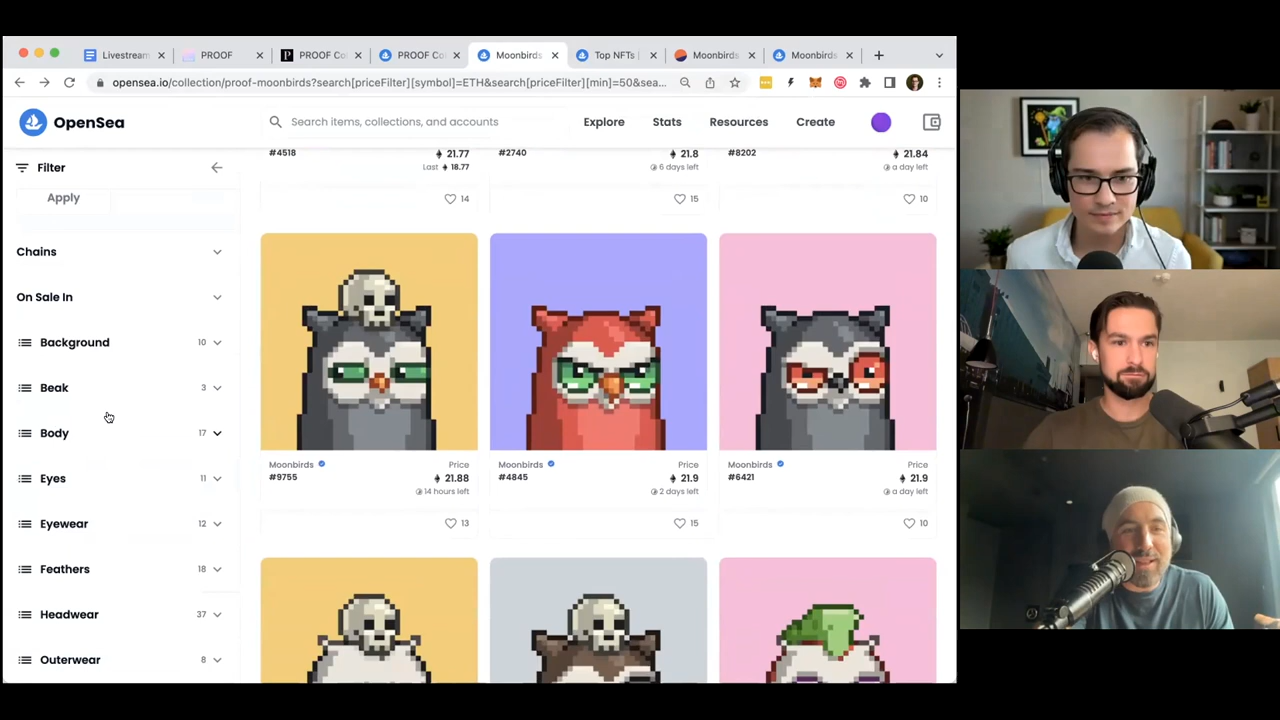 Livestream
PROOF
PROOF Co
PROOF Co
Moonbirds
Top NFTs |
Moonbirds
Moonbirds
opensea.io/collection/proof-moonbirds?search[priceFilter][symbol]=ETH&search[priceFilter][min]=50&sea...
OpenSea
Search items, collections, and accounts
Explore
Stats
Resources
Create
Filter
Apply
Chains
On Sale In
Background 10
Beak 3
Body 17
Eyes 11
Eyewear 12
Feathers 18
Headwear 37
Outerwear 8
#4518 21.77
Last 18.77
14
#2740 21.8
6 days left
15
#8202 21.84
a day left
10
Moonbirds Price
#9755 21.88
14 hours left
13
Moonbirds Price
#4845 21.9
2 days left
15
Moonbirds Price
#6421 21.9
a day left
10